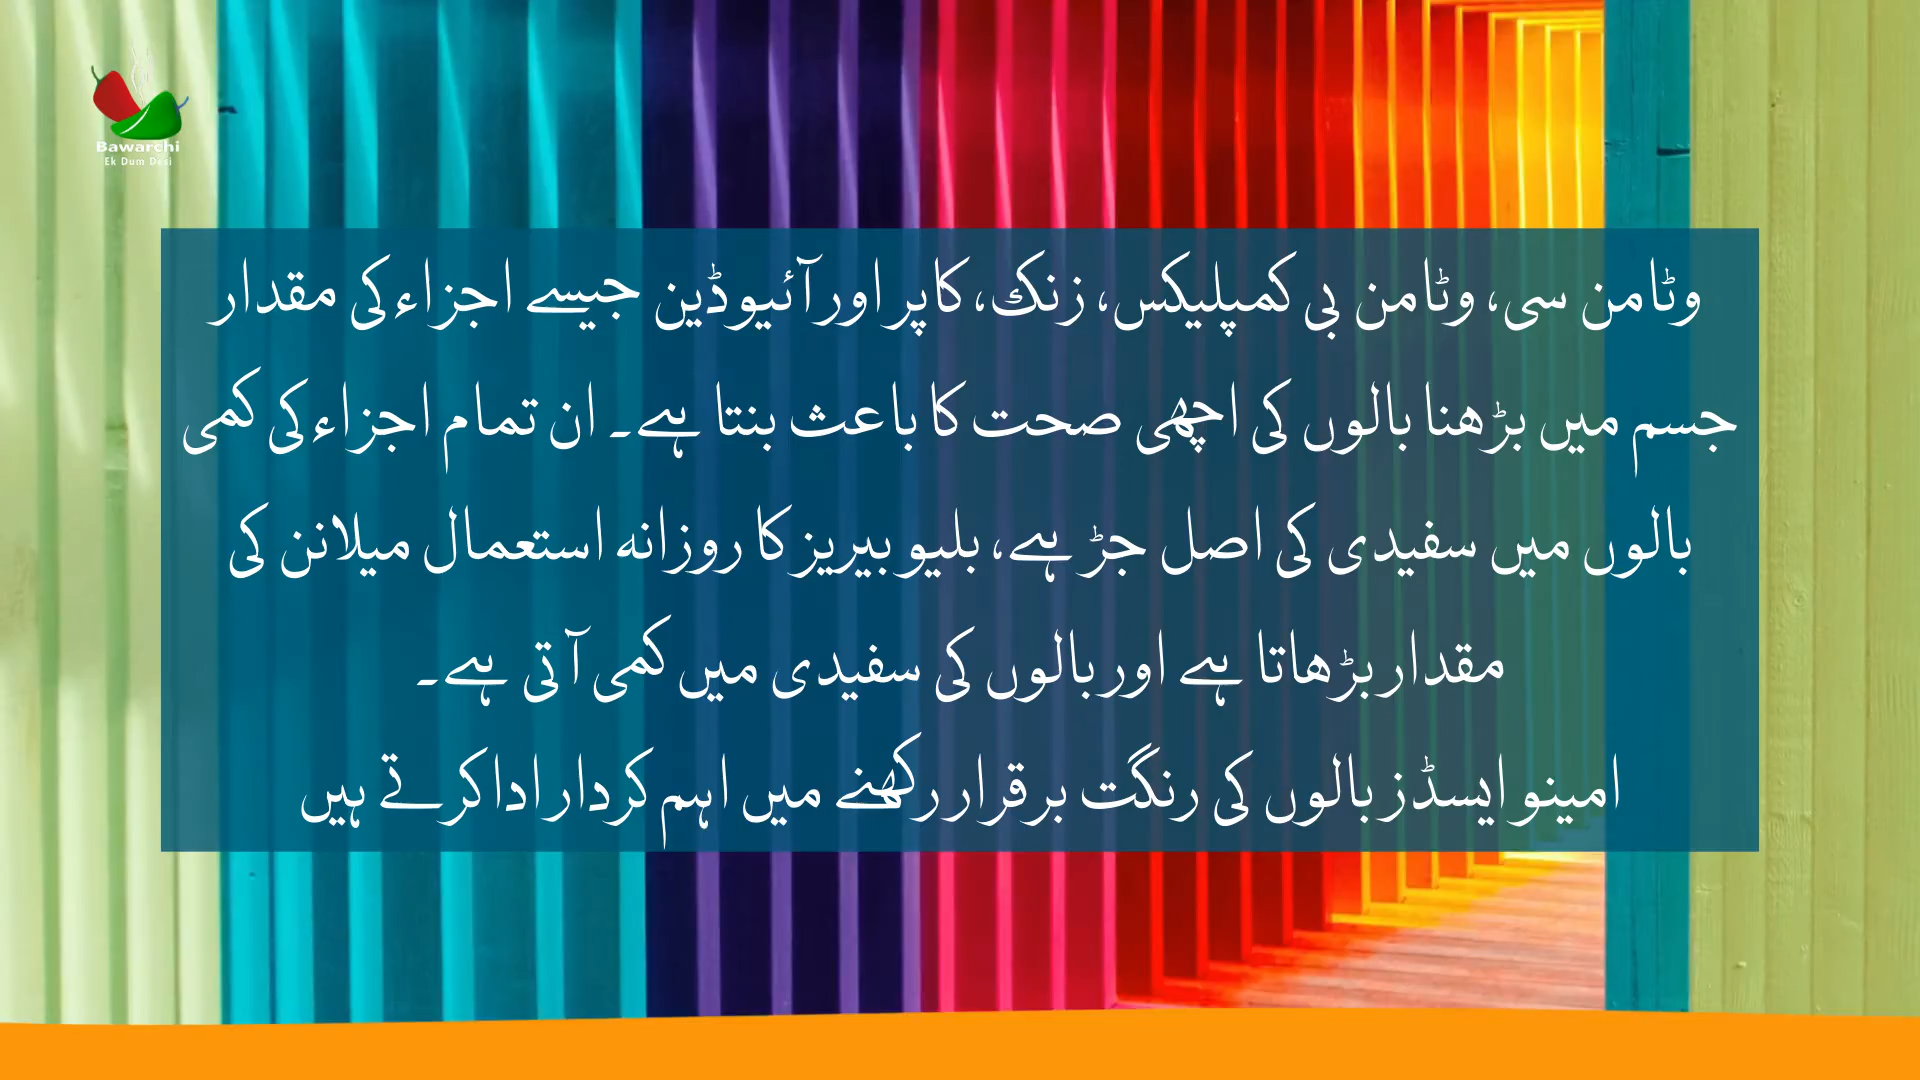 Bawarchi
Ek Dum Desi
وٹامن سی، وٹامن بی کمپلیکس، زنک، کاپر اور آئیوڈین جیسے اجزاء کی مقدار
جسم میں بڑھنا بالوں کی اچھی صحت کا باعث بنتا ہے۔ ان تمام اجزاء کی کمی
بالوں میں سفیدی کی اصل جڑ ہے، بلیو بیریز کا روزانہ استعمال میلانن کی
مقدار بڑھاتا ہے اور بالوں کی سفیدی میں کمی آتی ہے۔
امینو ایسڈز بالوں کی رنگت برقرار رکھنے میں اہم کردار ادا کرتے ہیں